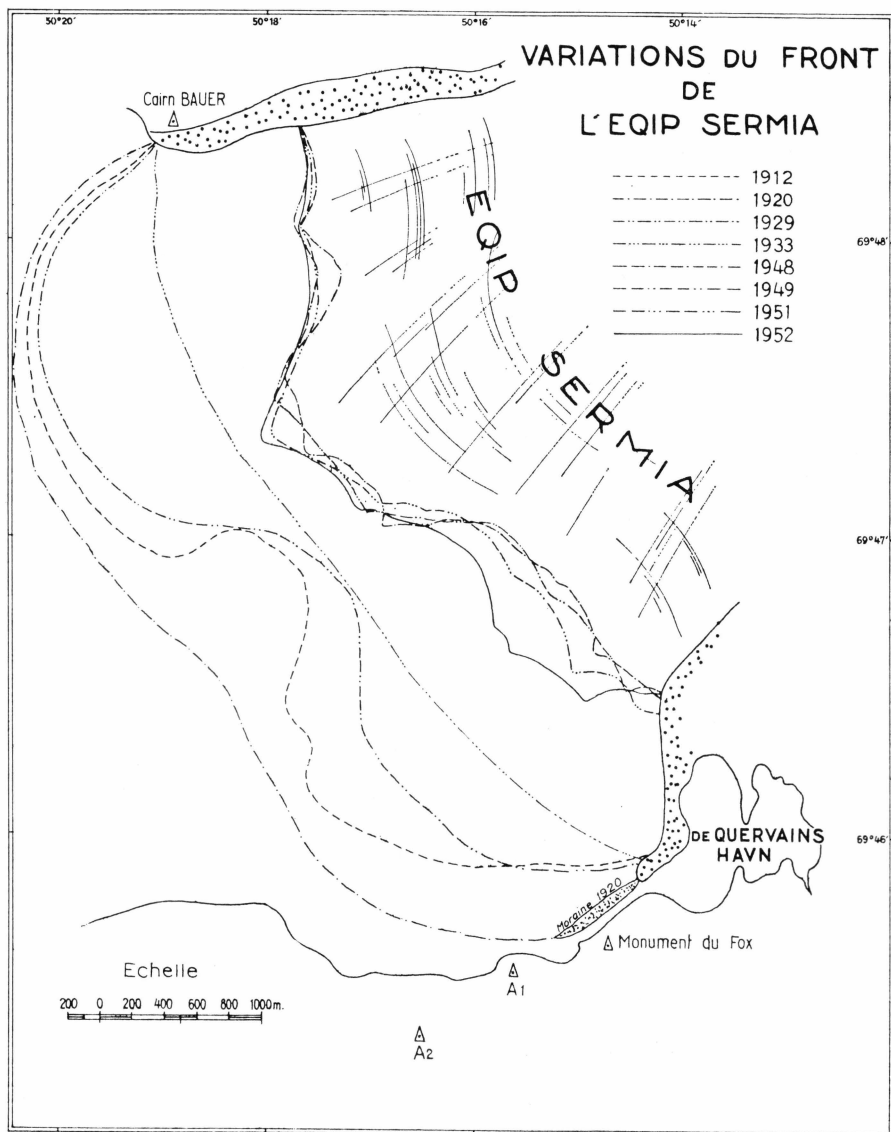 50°20'
50°18'
50°16'
50°14'
VARIATIONS DU FRONT
DE
L'EQIP SERMIA
Cairn BAUER
1912
1920
1929
1933
1948
1949
1951
1952
EQIP SERMIA
69°48'
69°47'
69°46'
DE QUERVAINS
HAVN
Moraine 1920
Monument du Fox
A1
A2
Echelle
200 0 200 400 600 800 1000m.